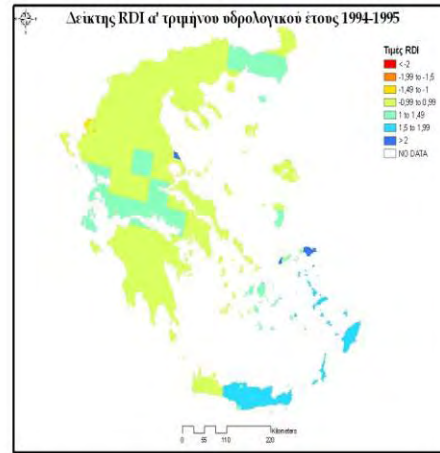 Δείκτης RDI α' τριμήνου υδρολογικού έτους 1994-1995
Τιμές RDI
< -2
-1,99 to -1,5
-1,49 to -1
-0,99 to 0,99
1 to 1,49
1,5 to 1,99
>2
NO DATA
Kilometers
0 55 110 220